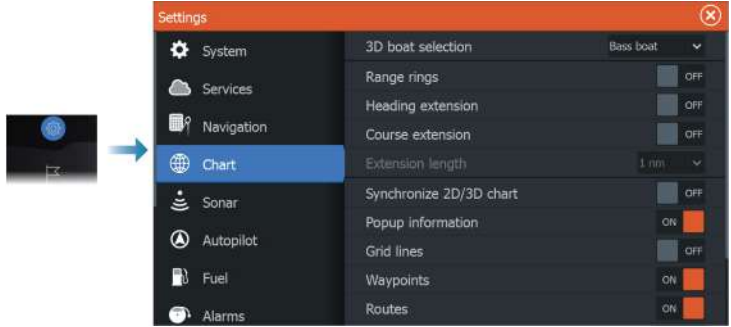 Settings
System
Services
Navigation
Chart
Sonar
Autopilot
Fuel
Alarms
3D boat selection Bass boat
Range rings OFF
Heading extension OFF
Course extension OFF
Extension length 1 nm
Synchronize 2D/3D chart OFF
Popup information ON
Grid lines OFF
Waypoints ON
Routes ON